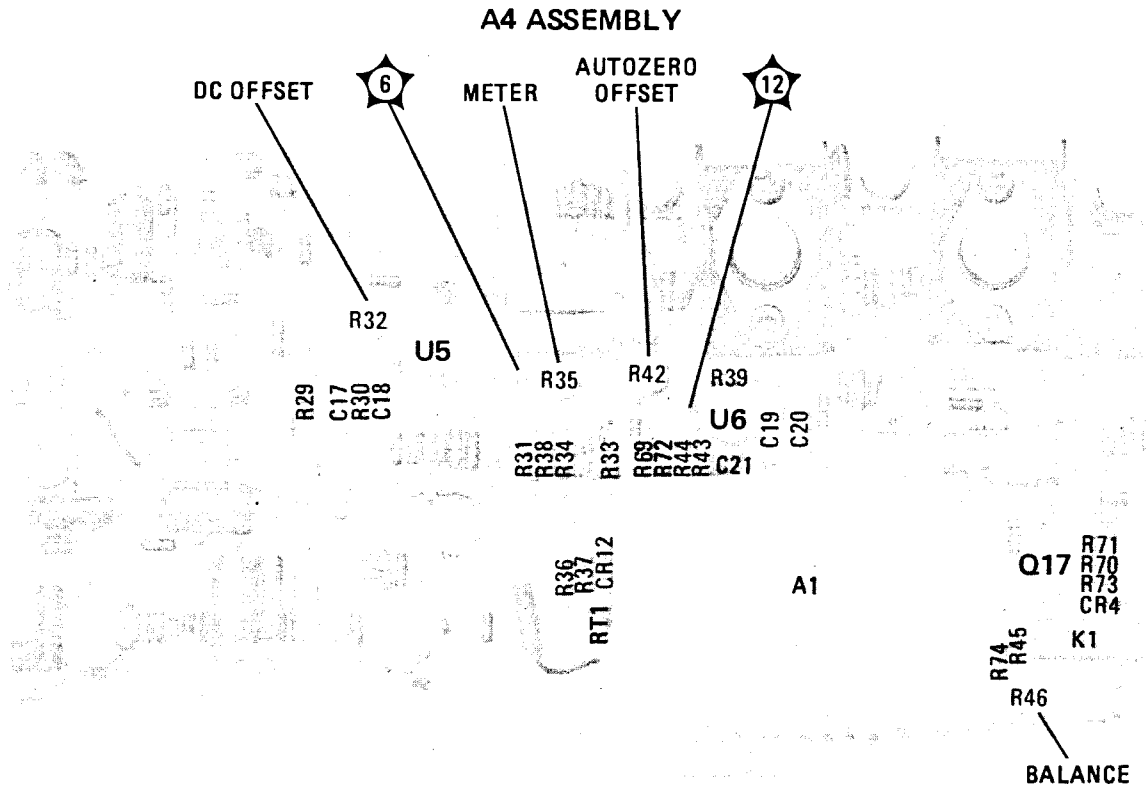 A4 ASSEMBLY
DC OFFSET
6
METER
AUTOZERO
OFFSET
12
R32
U5
R35
R42
R39
R29
C17
R30
C18
U6
C19
C20
R31
R38
R34
R33
R69
R72
R44
R43
C21
R36
R37
CR12
RT1
A1
Q17
R71
R70
R73
CR4
K1
R74
R45
R46
BALANCE